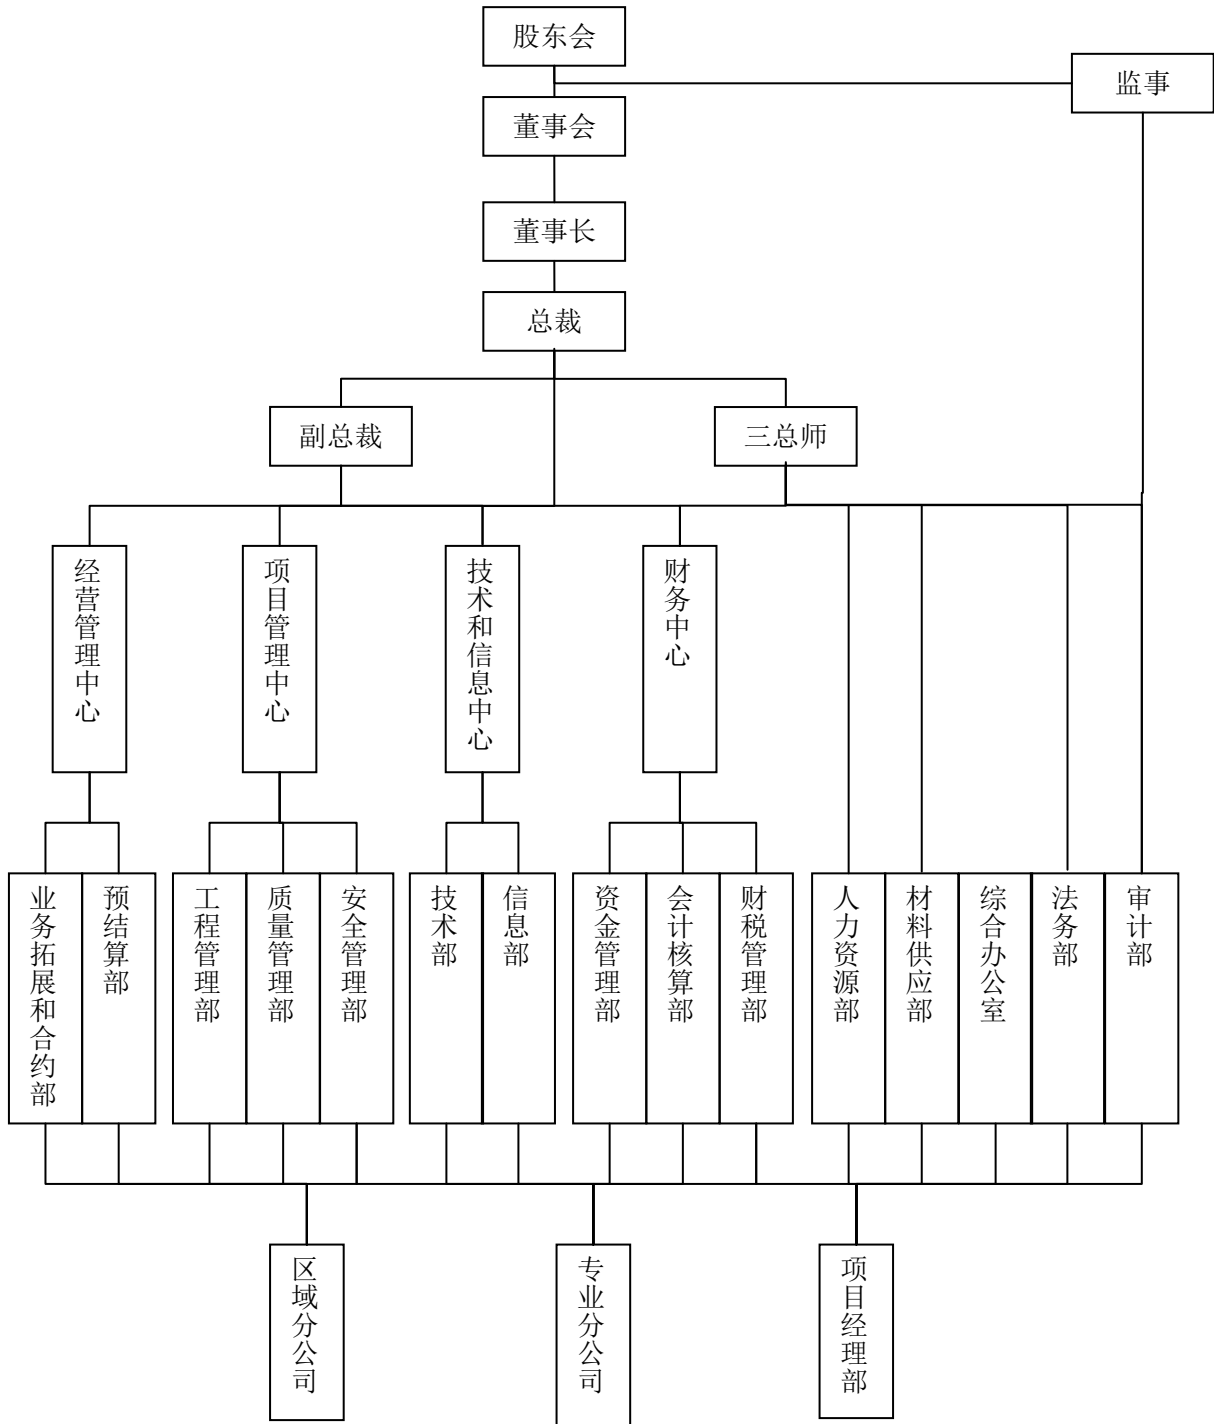 股东会
监事
董事会
董事长
总裁
副总裁
三总师
经营管理中心
项目管理中心
技术和信息中心
财务中心
业务拓展和合约部
预结算部
工程管理部
质量管理部
安全管理部
技术部
信息部
资金管理部
会计核算部
财税管理部
人力资源部
材料供应部
综合办公室
法务部
审计部
区域分公司
专业分公司
项目经理部